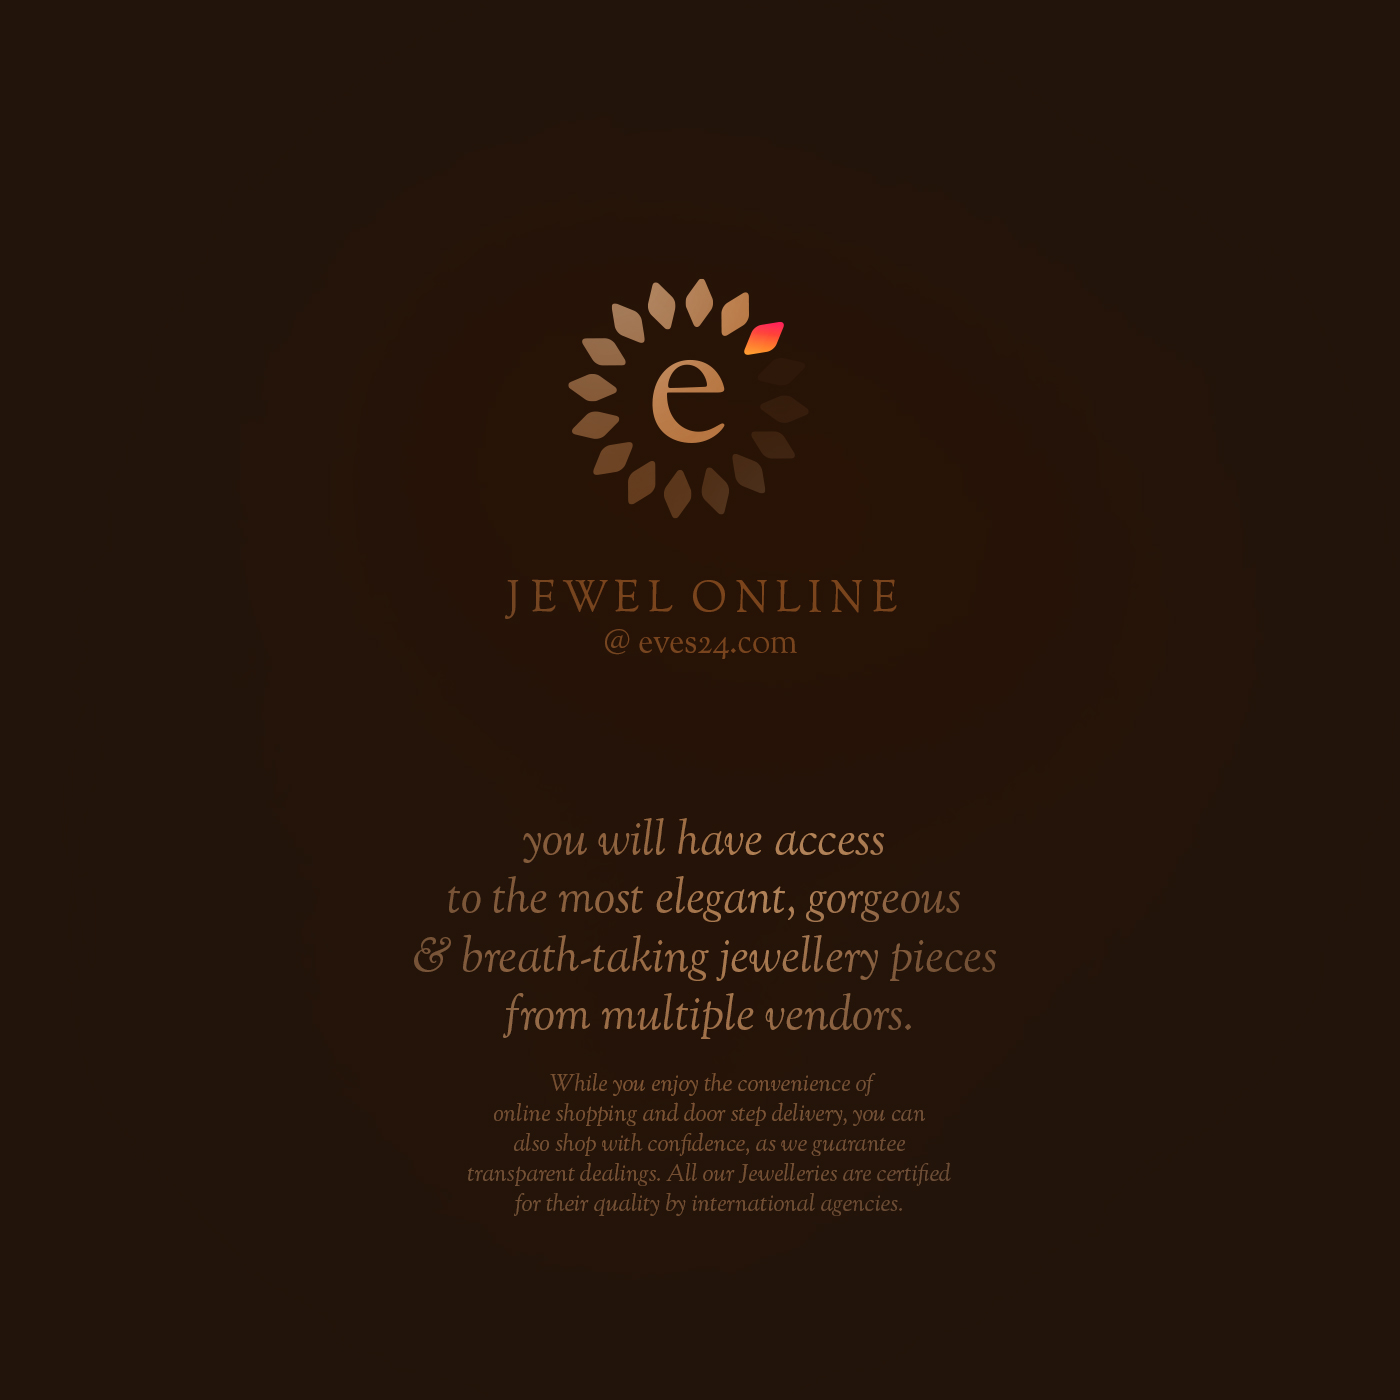 e
JEWEL ONLINE
@ eves24.com
you will have access
to the most elegant, gorgeous
& breath-taking jewellery pieces
from multiple vendors.
While you enjoy the convenience of
online shopping and door step delivery, you can
also shop with confidence, as we guarantee
transparent dealings. All our Jewelleries are certified
for their quality by international agencies.